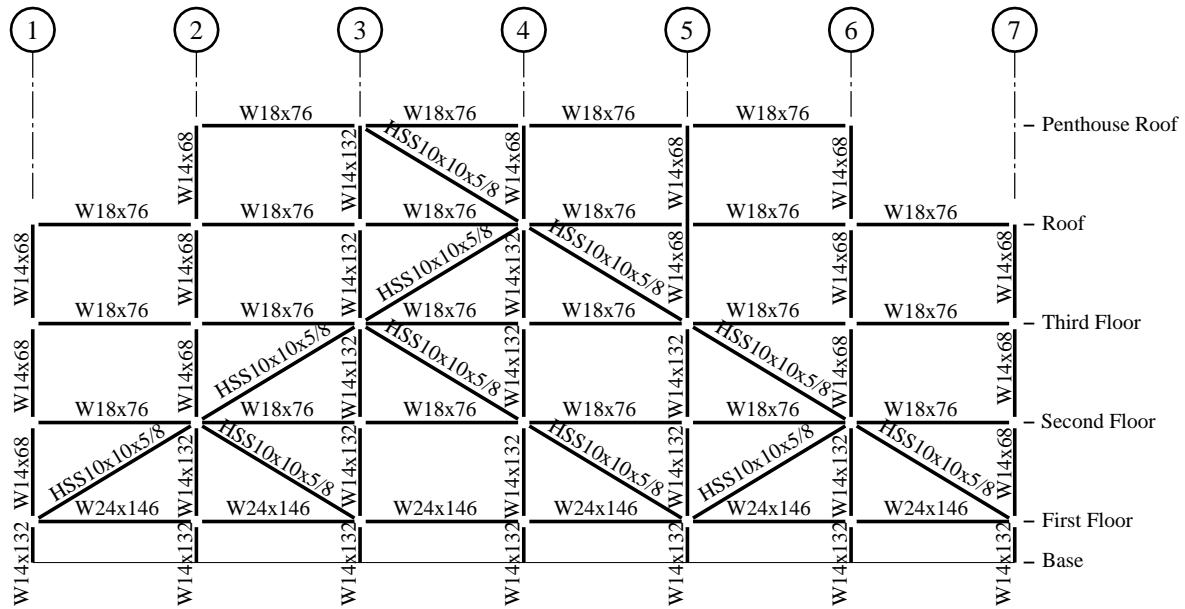 1 2 3 4 5 6 7
W18x76 W18x76 W18x76 W18x76 Penthouse Roof
W14x68 W14x132 HSS10x10x5/8 W14x68 W14x68
W18x76 W18x76 W18x76 W18x76 W18x76 W18x76 Roof
W14x68 W14x68 W14x132 HSS10x10x5/8 W14x132 HSS10x10x5/8 W14x68 W14x68 W14x68
W18x76 W18x76 W18x76 W18x76 W18x76 W18x76 Third Floor
W14x68 W14x68 HSS10x10x5/8 W14x132 HSS10x10x5/8 W14x132 W14x132 HSS10x10x5/8 W14x68 W14x68
W18x76 W18x76 W18x76 W18x76 W18x76 W18x76 Second Floor
W14x68 HSS10x10x5/8 W14x132 HSS10x10x5/8 W14x132 W14x132 HSS10x10x5/8 W14x132 HSS10x10x5/8 W14x132 HSS10x10x5/8 W14x68
W24x146 W24x146 W24x146 W24x146 W24x146 W24x146 First Floor
W14x132 W14x132 W14x132 W14x132 W14x132 W14x132 W14x132 Base